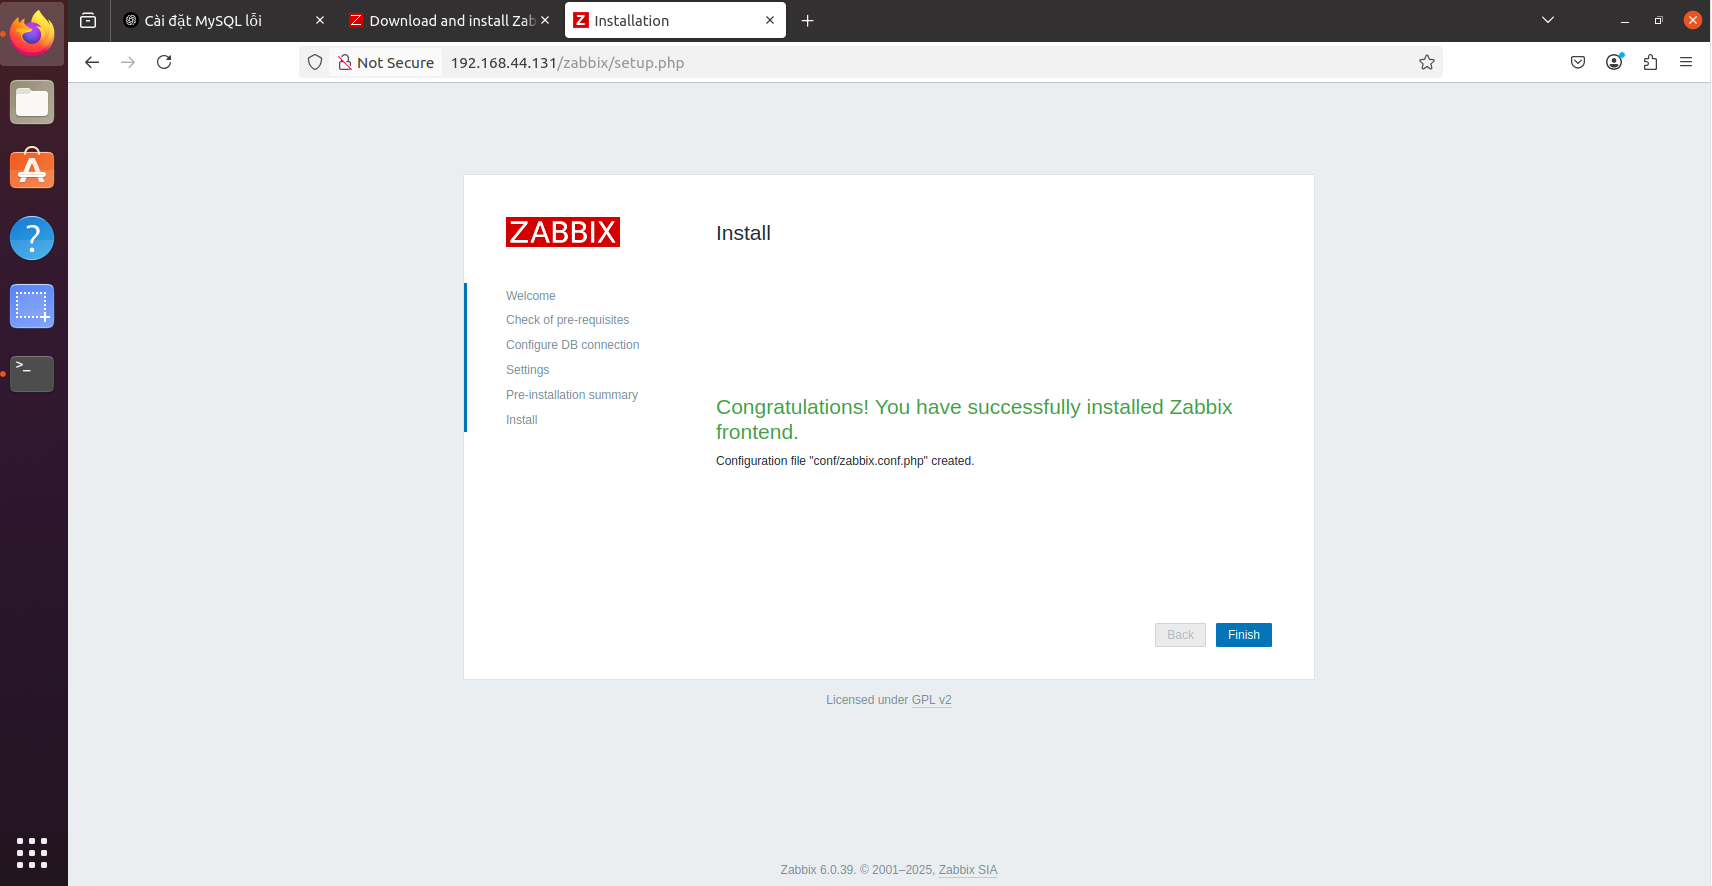 Cài đặt MySQL lỗi
Download and install Zab
Installation
Not Secure
192.168.44.131/zabbix/setup.php
ZABBIX
Install
Welcome
Check of pre-requisites
Configure DB connection
Settings
Pre-installation summary
Install
Congratulations! You have successfully installed Zabbix
frontend.
Configuration file "conf/zabbix.conf.php" created.
Back
Finish
Licensed under GPL v2
Zabbix 6.0.39. © 2001–2025, Zabbix SIA